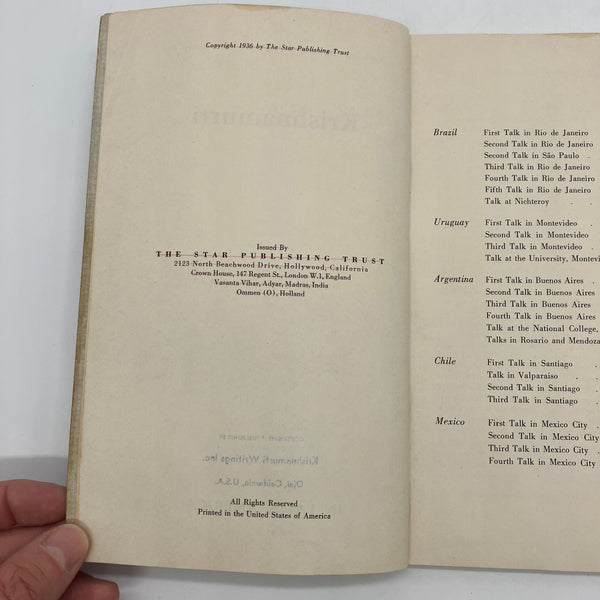 Copyright 1936 by The Star Publishing Trust
Krishnamurti
Issued By
THE STAR PUBLISHING TRUST
2123 North Beachwood Drive, Hollywood, California
Crown House, 147 Regent St., London W.1, England
Vasanta Vihar, Adyar, Madras, India
Ommen (O), Holland
Krishnamurti Writings Inc.
Ojai, California, U.S.A.
All Rights Reserved
Printed in the United States of America
Brazil First Talk in Rio de Janeiro
Second Talk in Rio de Janeiro
Second Talk in São Paulo .
Third Talk in Rio de Janeiro
Fourth Talk in Rio de Janeiro
Fifth Talk in Rio de Janeiro
Talk at Nichteroy . .
Uruguay First Talk in Montevideo .
Second Talk in Montevideo
Third Talk in Montevideo .
Talk at the University, Montevi
Argentina First Talk in Buenos Aires .
Second Talk in Buenos Aires
Third Talk in Buenos Aires
Fourth Talk in Buenos Aires
Talk at the National College,
Talks in Rosario and Mendoza
Chile First Talk in Santiago .
Talk in Valparaiso . .
Second Talk in Santiago .
Third Talk in Santiago .
Mexico First Talk in Mexico City .
Second Talk in Mexico City
Third Talk in Mexico City .
Fourth Talk in Mexico City